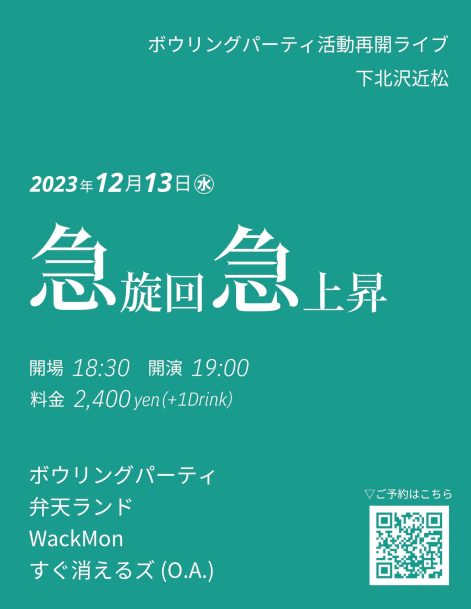 ボウリングパーティ活動再開ライブ
下北沢近松
2023年12月13日㊌
急旋回急上昇
開場 18:30 開演 19:00
料金 2,400 yen(+1Drink)
ボウリングパーティ
弁天ランド
WackMon
すぐ消えるズ (O.A.)
▽ご予約はこちら